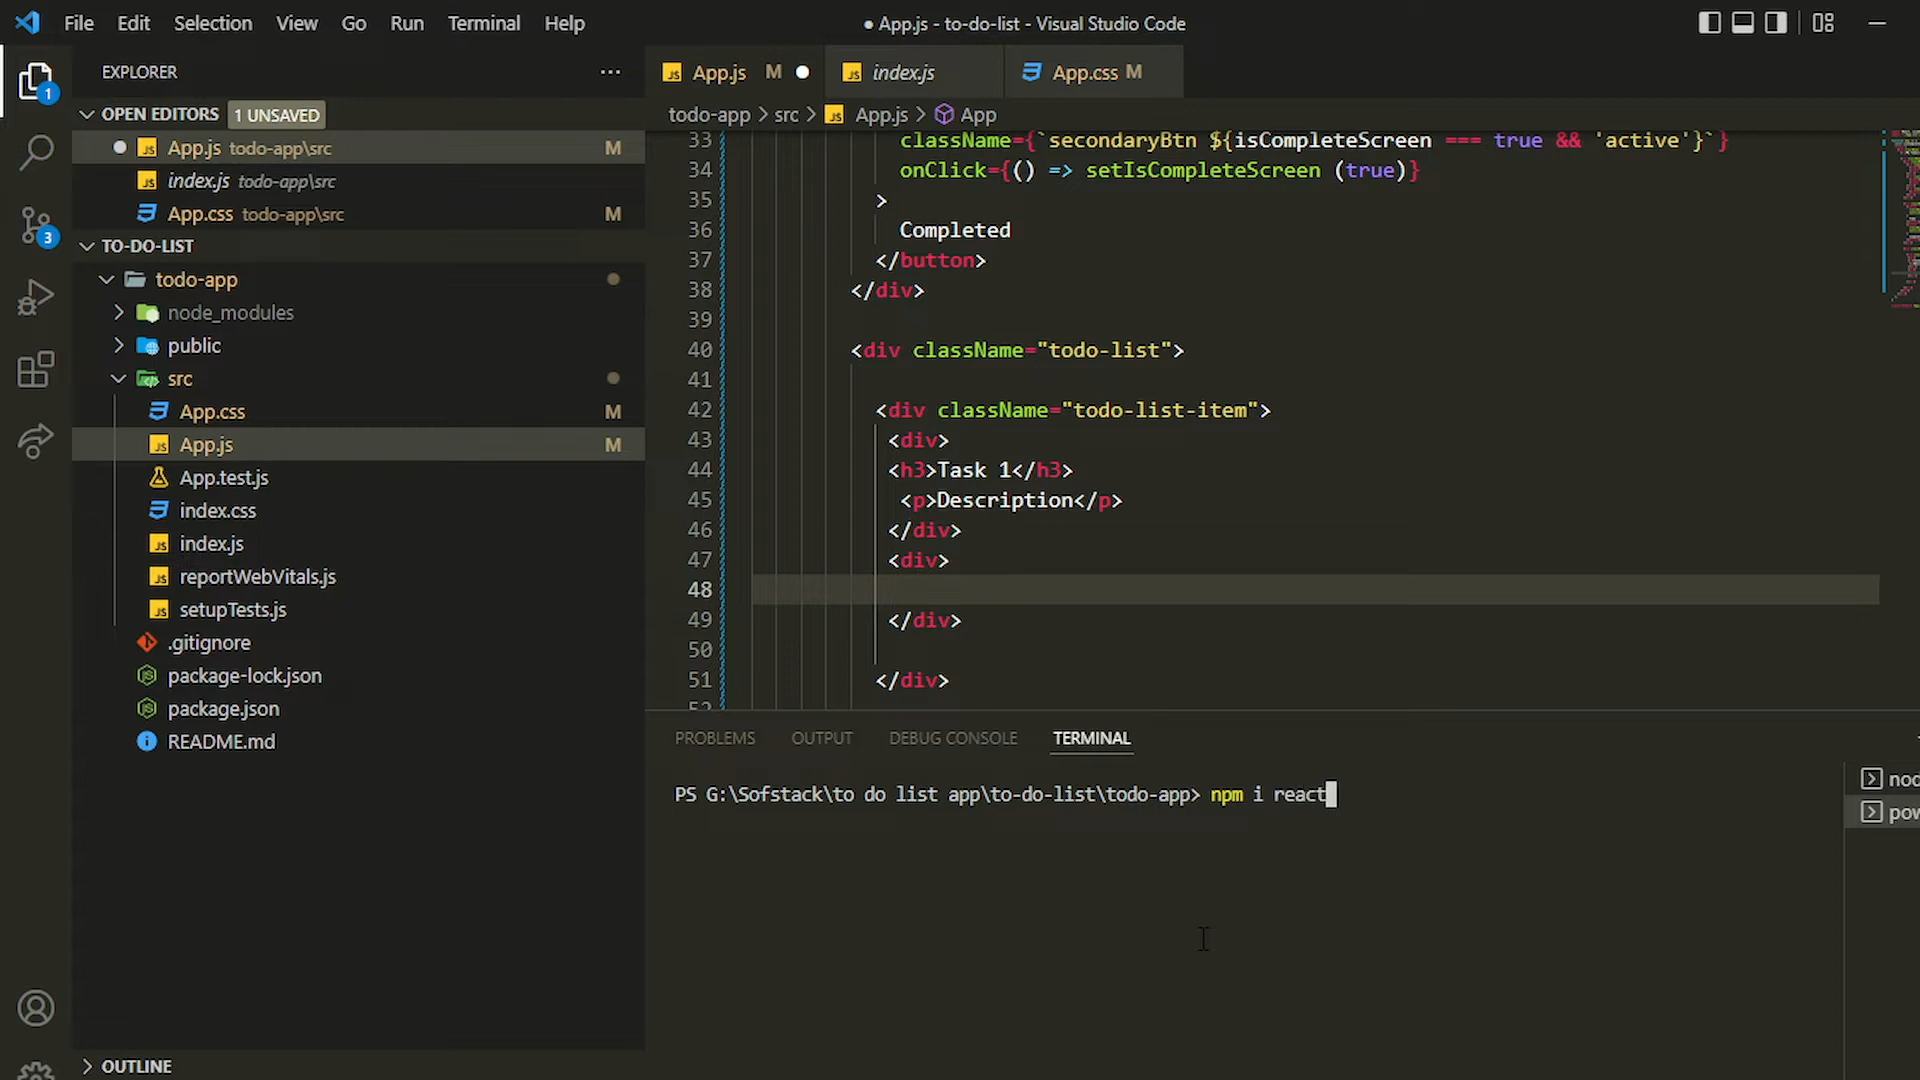 File Edit Selection View Go Run Terminal Help
● App.js - to-do-list - Visual Studio Code
EXPLORER
OPEN EDITORS 1 UNSAVED
App.js todo-app\src M
index.js todo-app\src
App.css todo-app\src M
TO-DO-LIST
todo-app
node_modules
public
src
App.css M
App.js M
App.test.js
index.css
index.js
reportWebVitals.js
setupTests.js
.gitignore
package-lock.json
package.json
README.md
OUTLINE
1
3
App.js M index.js App.css M
todo-app > src > App.js > App
33 className={`secondaryBtn ${isCompleteScreen === true && 'active'}`}
34 onClick={() => setIsCompleteScreen (true)}
35 >
36 Completed
37 </button>
38 </div>
39
40 <div className="todo-list">
41
42 <div className="todo-list-item">
43 <div>
44 <h3>Task 1</h3>
45 <p>Description</p>
46 </div>
47 <div>
48
49 </div>
50
51 </div>
52
PROBLEMS OUTPUT DEBUG CONSOLE TERMINAL
PS G:\Sofstack\to do list app\to-do-list\todo-app> npm i react
nod
pow